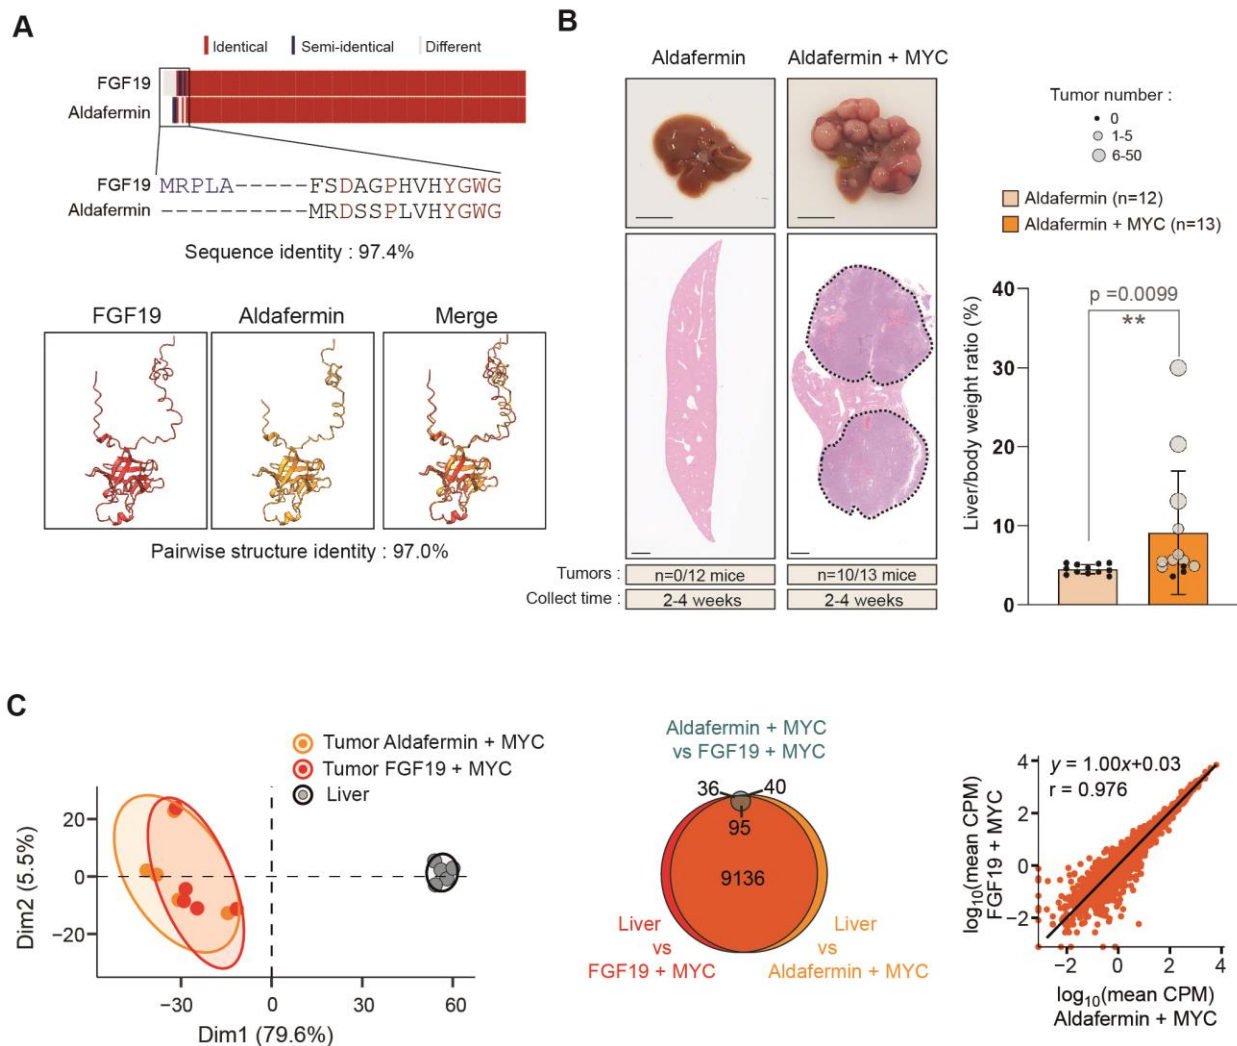 A
Identical Semi-identical Different
FGF19
Aldafermin
FGF19 MRPLA------FSDAGPHVHYGWG
Aldafermin -----------MRDSSPLVHYGWG
Sequence identity : 97.4%
FGF19 Aldafermin Merge
Pairwise structure identity : 97.0%
B
Aldafermin Aldafermin + MYC
Tumors : n=0/12 mice n=10/13 mice
Collect time : 2-4 weeks 2-4 weeks
Tumor number :
0
1-5
6-50
Aldafermin (n=12)
Aldafermin + MYC (n=13)
Liver/body weight ratio (%)
40
30
20
10
0
p =0.0099
**
C
Tumor Aldafermin + MYC
Tumor FGF19 + MYC
Liver
Dim2 (5.5%)
20
0
−20
−30 0 30 60
Dim1 (79.6%)
Aldafermin + MYC
vs FGF19 + MYC
36 40
95
9136
Liver
vs
FGF19 + MYC
Liver
vs
Aldafermin + MYC
log10(mean CPM)
FGF19 + MYC
4
2
0
−2
y = 1.00x+0.03
r = 0.976
−2 0 2 4
log10(mean CPM)
Aldafermin + MYC